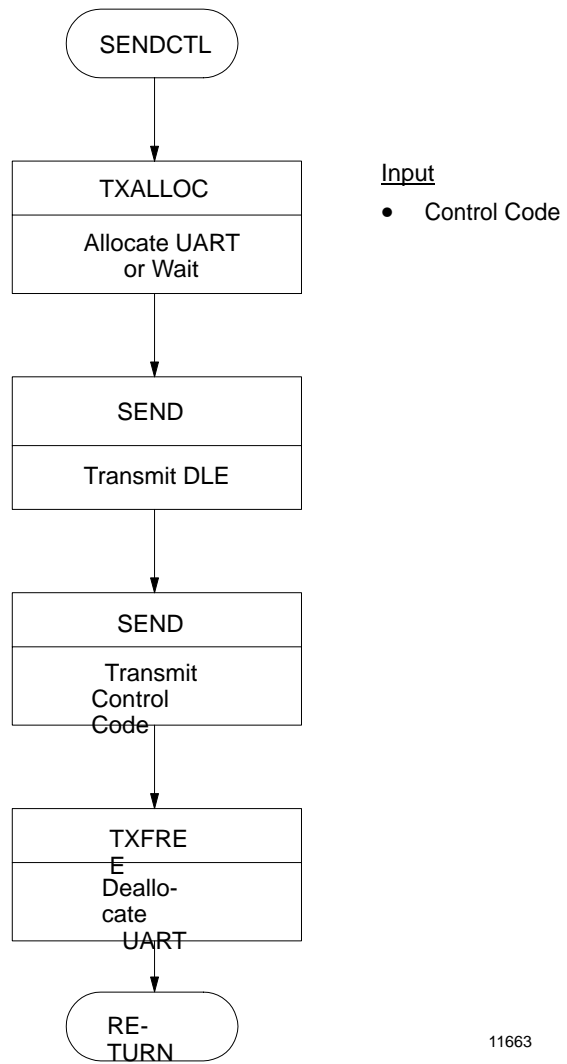 SENDCTL
TXALLOC
Allocate UART
or Wait
Input
• Control Code
SEND
Transmit DLE
SEND
Transmit
Control
Code
TXFRE
E
Deallo-
cate
UART
RE-
TURN
11663